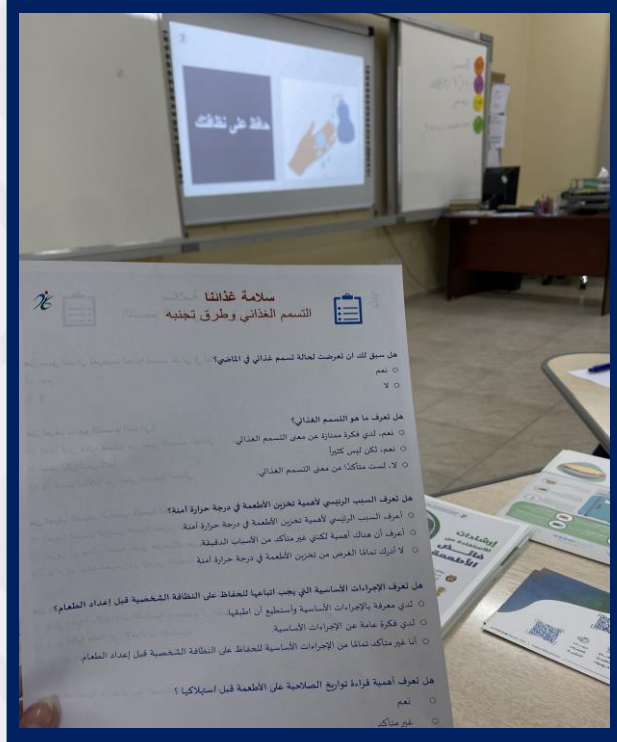 حافظ على نظافتك
سلامة غذائنا
التسمم الغذائي وطرق تجنبه
هل سبق لك ان تعرضت لحالة تسمم غذائي في الماضي؟
نعم
لا
هل تعرف ما هو التسمم الغذائي؟
نعم، لدي فكرة ممتازة عن معنى التسمم الغذائي.
نعم، لكن ليس كثيراً
لا، لست متأكدًا من معنى التسمم الغذائي.
هل تعرف السبب الرئيسي لأهمية تخزين الأطعمة في درجة حرارة آمنة؟
أعرف السبب الرئيسي لأهمية تخزين الأطعمة في درجة حرارة آمنة.
أعرف أن هناك أهمية لكنني غير متأكد من الأسباب الدقيقة.
لا أدرك تمامًا الغرض من تخزين الأطعمة في درجة حرارة آمنة
هل تعرف الإجراءات الأساسية التي يجب اتباعها للحفاظ على النظافة الشخصية قبل إعداد الطعام؟
لدي معرفة بالإجراءات الأساسية وأستطيع أن اطبقها.
لدي فكرة عامة عن الإجراءات الأساسية.
أنا غير متأكد تمامًا من الإجراءات الأساسية للحفاظ على النظافة الشخصية قبل إعداد الطعام.
هل تعرف أهمية قراءة تواريخ الصلاحية على الأطعمة قبل استهلاكها ؟
نعم
غير متأكد
إرشادات
للاستفادة من
فائض
الأطعمة